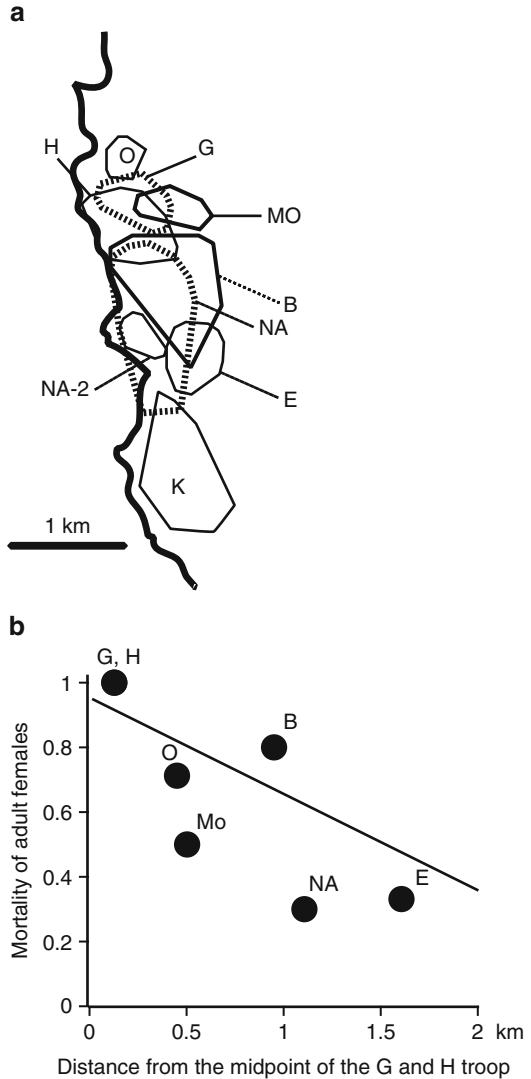 a
O
H
G
MO
B
NA
NA-2
E
K
1 km
b
G, H
1
B
0.8
O
Mo
0.6
NA
E
0.4
0.2
0
0 0.5 1 1.5 2 km
Mortality of adult females
Distance from the midpoint of the G and H troop